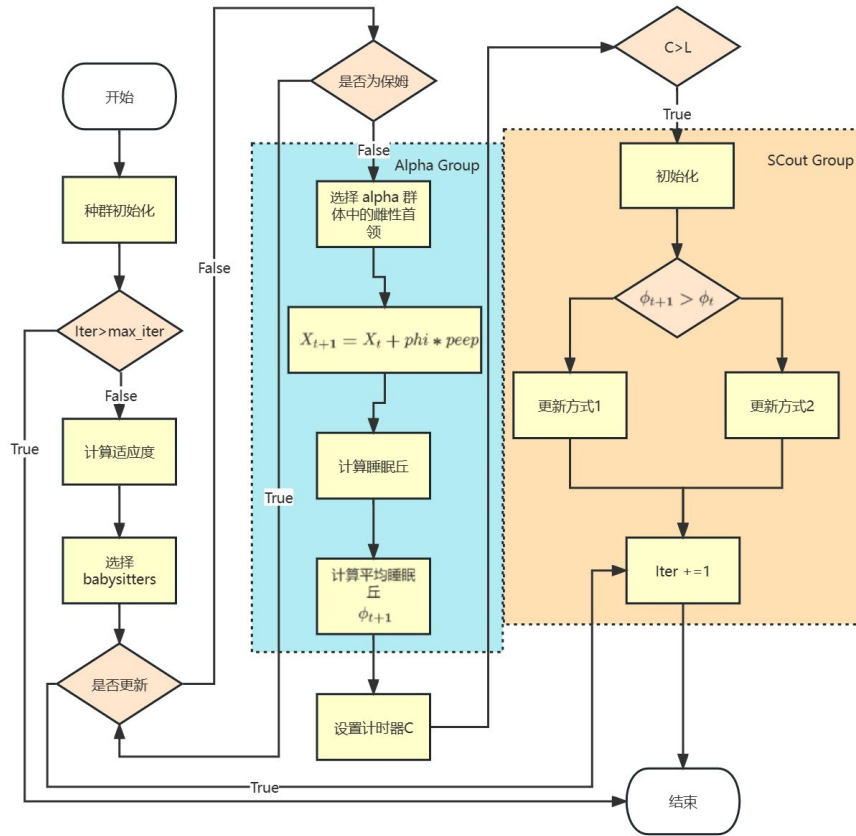 开始
种群初始化
Iter>max_iter
False
True
计算适应度
选择
babysitters
是否更新
True
False
是否为保姆
False
True
Alpha Group
选择 alpha 群
体中的雌性首
领
$X_{t+1} = X_t + phi * peep$
计算睡眠丘
计算平均睡眠
丘
$\phi_{t+1}$
设置计时器C
C>L
True
SCout Group
初始化
$\phi_{t+1} > \phi_t$
更新方式1
更新方式2
Iter +=1
结束